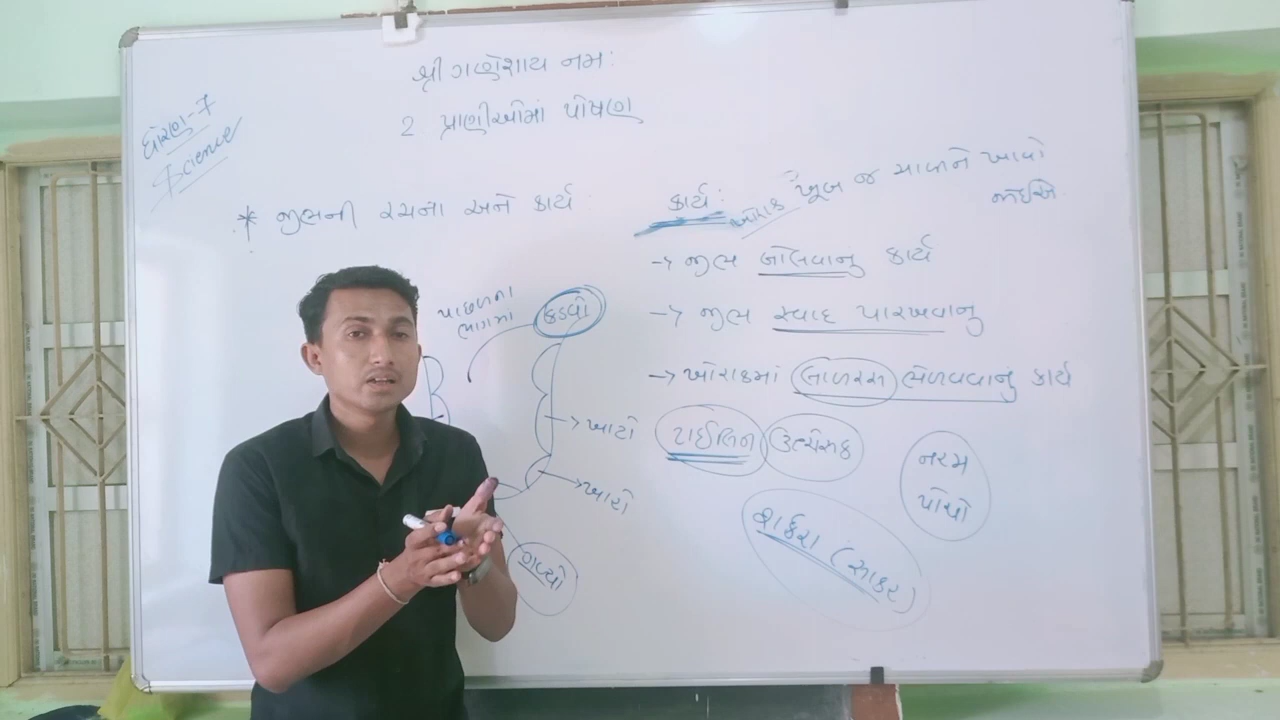 શ્રી ગણેશાય નમ:
2 પ્રાણીઓમાં પોષણ
ધોરણ-7
Science
* જીભની રચના અને કાર્ય :
પાછળના
ભાગમાં
કડવો
ખાટો
ખારો
ગળ્યો
કાર્ય : ખોરાક ખૂબ જ ચાવીને ખાવો
જોઈએ
→ જીભ બોલવાનું કાર્ય
→ જીભ સ્વાદ પારખવાનું
→ ખોરાકમાં લાળરસ ભેળવવાનું કાર્ય
ટાઈલિન ઉત્સેચક
નરમ
પોચો
શર્કરા (સાકર)